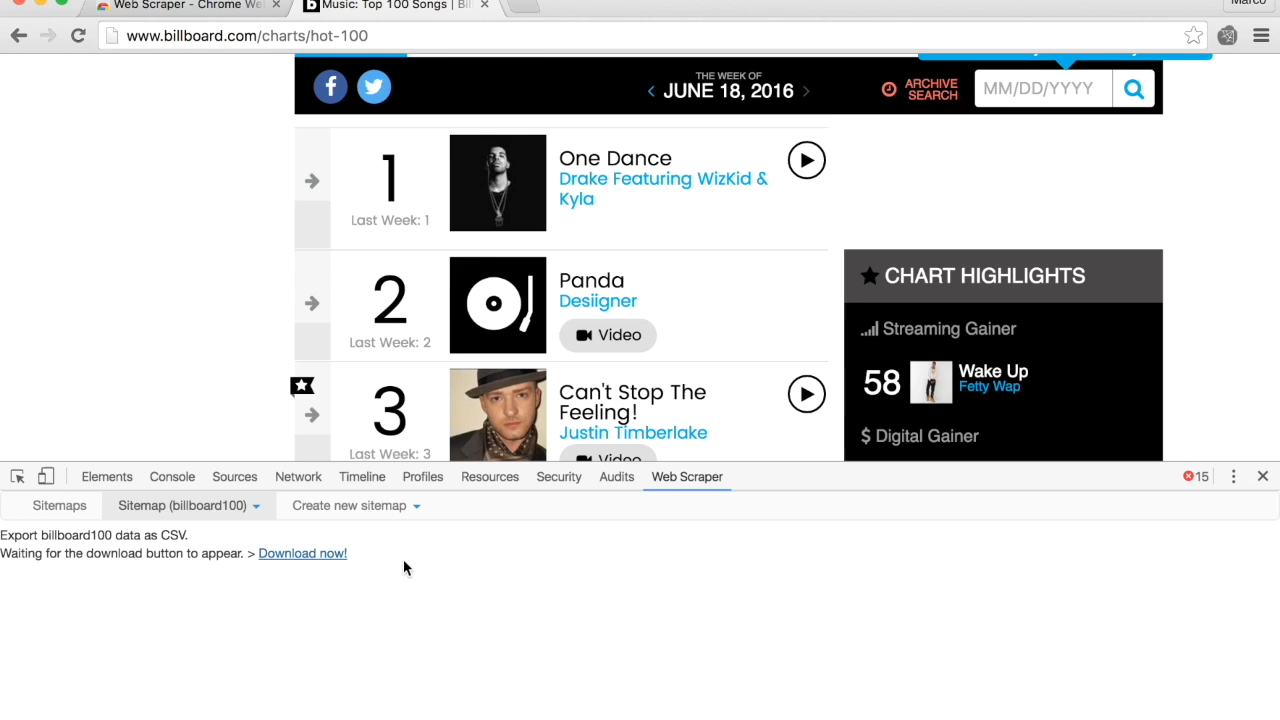 Web Scraper - Chrome We
Music: Top 100 Songs | Bil
Marco
www.billboard.com/charts/hot-100
THE WEEK OF
JUNE 18, 2016
ARCHIVE
SEARCH
MM/DD/YYYY
1
Last Week: 1
One Dance
Drake Featuring WizKid &
Kyla
2
Last Week: 2
Panda
Desiigner
Video
3
Last Week: 3
Can't Stop The
Feeling!
Justin Timberlake
Video
CHART HIGHLIGHTS
Streaming Gainer
58
Wake Up
Fetty Wap
$ Digital Gainer
Elements Console Sources Network Timeline Profiles Resources Security Audits Web Scraper 15
Sitemaps Sitemap (billboard100) Create new sitemap
Export billboard100 data as CSV.
Waiting for the download button to appear. > Download now!